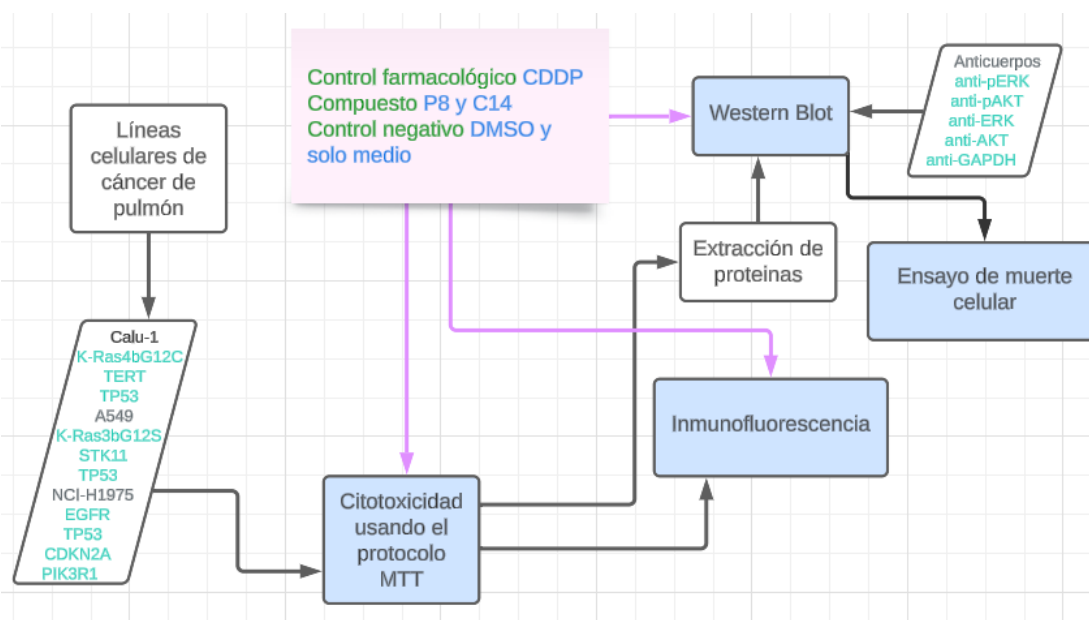 Líneas
celulares de
cáncer de
pulmón
Control farmacológico CDDP
Compuesto P8 y C14
Control negativo DMSO y
solo medio
Western Blot
Anticuerpos
anti-pERK
anti-pAKT
anti-ERK
anti-AKT
anti-GAPDH
Extracción de
proteinas
Ensayo de muerte
celular
Calu-1
K-Ras4bG12C
TERT
TP53
A549
K-Ras3bG12S
STK11
TP53
NCI-H1975
EGFR
TP53
CDKN2A
PIK3R1
Inmunofluorescencia
Citotoxicidad
usando el
protocolo
MTT